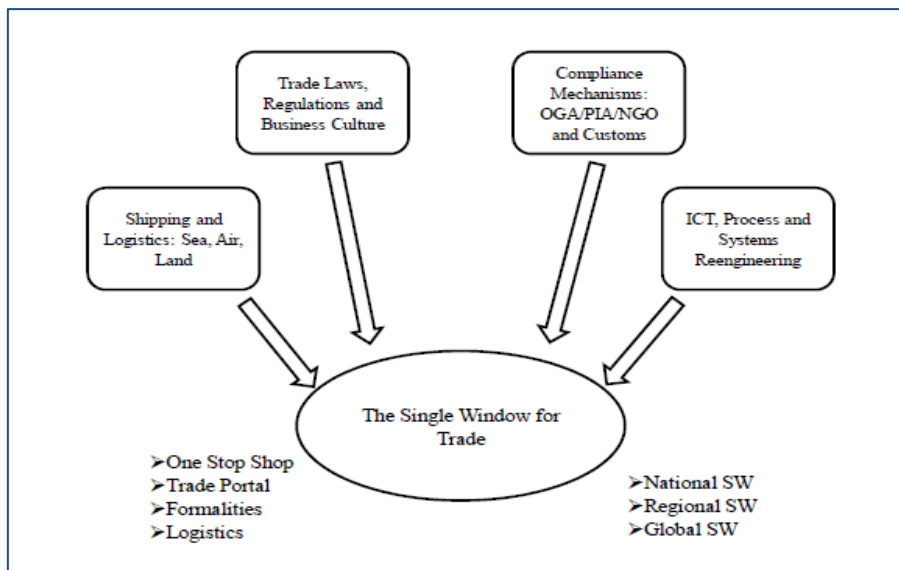 Trade Laws,
Regulations and
Business Culture
Compliance
Mechanisms:
OGA/PIA/NGO
and Customs
Shipping and
Logistics: Sea, Air,
Land
ICT, Process and
Systems
Reengineering
The Single Window for
Trade
➢One Stop Shop
➢Trade Portal
➢Formalities
➢Logistics
➢National SW
➢Regional SW
➢Global SW